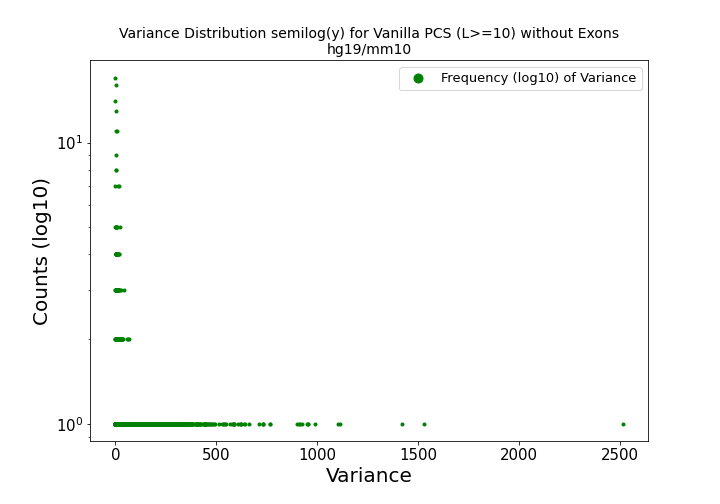 Variance Distribution semilog(y) for Vanilla PCS (L>=10) without Exons
hg19/mm10
Frequency (log10) of Variance
Counts (log10)
10¹
10⁰
0 500 1000 1500 2000 2500
Variance